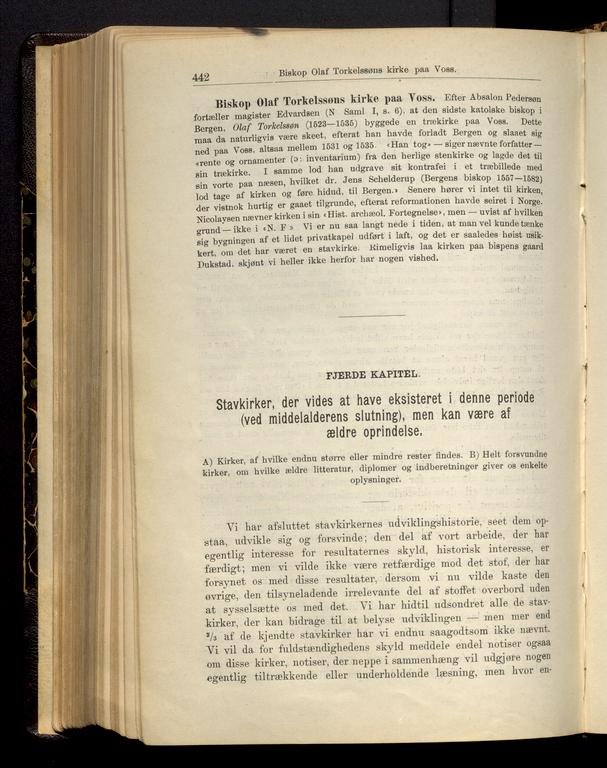 442
Biskop Olaf Torkelssøns kirke paa Voss.
Biskop Olaf Torkelssøns kirke paa Voss. Efter Absalon Pedersøn
fortæller magister Edvardsen (N Saml I, s. 6), at den sidste katolske biskop i
Bergen, Olaf Torkelssøn (1523—1535) byggede en trækirke paa Voss. Dette
maa da naturligvis være skeet, efterat han havde forladt Bergen og slaaet sig
ned paa Voss, altsaa mellem 1531 og 1535. «Han tog» — siger nævnte forfatter —
«rente og ornamenter (ɔ: inventarium) fra den herlige stenkirke og lagde det til
sin trækirke. I samme lod han udgrave sit kontrafei i et træbillede med
sin vorte paa næsen, hvilket dr. Jens Schelderup (Bergens biskop 1557—1582)
lod tage af kirken og føre hidud, til Bergen.» Senere hører vi intet til kirken,
der vistnok hurtig er gaaet tilgrunde, efterat reformationen havde seiret i Norge.
Nicolaysen nævner kirken i sin «Hist. archæol. Fortegnelse», men — uvist af hvilken
grund — ikke i «N. F.» Vi er nu saa langt nede i tiden, at man vel kunde tænke
sig bygningen af et lidet privatkapel udført i laft, og det er saaledes høist usik-
kert, om det har været en stavkirke. Rimeligvis laa kirken paa bispens gaard
Dukstad, skjønt vi heller ikke herfor har nogen vished.
FJERDE KAPITEL.
Stavkirker, der vides at have eksisteret i denne periode
(ved middelalderens slutning), men kan være af
ældre oprindelse.
A) Kirker, af hvilke endnu større eller mindre rester findes. B) Helt forsvundne
kirker, om hvilke ældre litteratur, diplomer og indberetninger giver os enkelte
oplysninger.
Vi har afsluttet stavkirkernes udviklingshistorie, seet dem op-
staa, udvikle sig og forsvinde; den del af vort arbeide, der har
egentlig interesse for resultaternes skyld, historisk interesse, er
færdigt; men vi vilde ikke være retfærdige mod det stof, der har
forsynet os med disse resultater, dersom vi nu vilde kaste den
øvrige, den tilsyneladende irrelevante del af stoffet overbord uden
at sysselsætte os med det. Vi har hidtil udsondret alle de stav-
kirker, der kan bidrage til at belyse udviklingen — men mer end
²/₃ af de kjendte stavkirker har vi endnu saagodtsom ikke nævnt.
Vi vil da for fuldstændighedens skyld meddele endel notiser ogsaa
om disse kirker, notiser, der neppe i sammenhæng vil udgjøre nogen
egentlig tiltrækkende eller underholdende læsning, men hvor en-